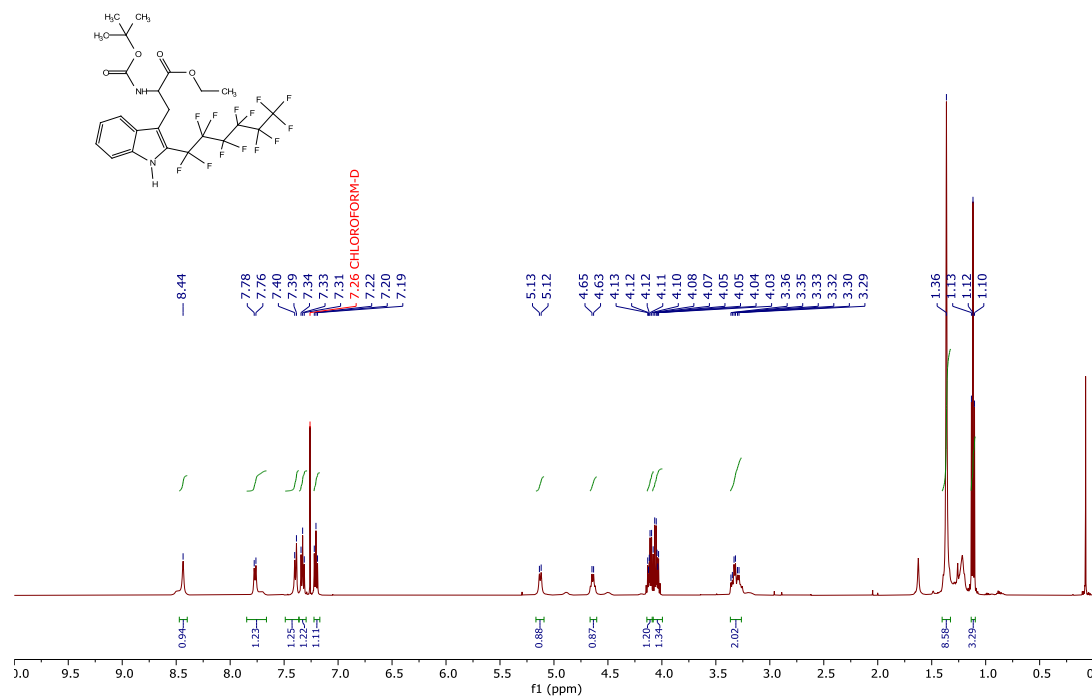 H₃C CH₃
H₃C
O
O O
O
N
H
CH₃
F F
F
F F F F
F F
F F F F
N
H
7.26 CHLOROFORM-D
8.44
7.78
7.76
7.40
7.39
7.34
7.33
7.31
7.22
7.20
7.19
5.13
5.12
4.65
4.63
4.13
4.12
4.12
4.11
4.10
4.08
4.07
4.05
4.05
4.04
4.03
3.36
3.35
3.33
3.32
3.30
3.29
1.36
1.13
1.12
1.10
0.94
1.23
1.25
1.22
1.11
0.88
0.87
1.20
1.34
2.02
8.58
3.29
9.5 9.0 8.5 8.0 7.5 7.0 6.5 6.0 5.5 5.0 4.5 4.0 3.5 3.0 2.5 2.0 1.5 1.0 0.5
f1 (ppm)